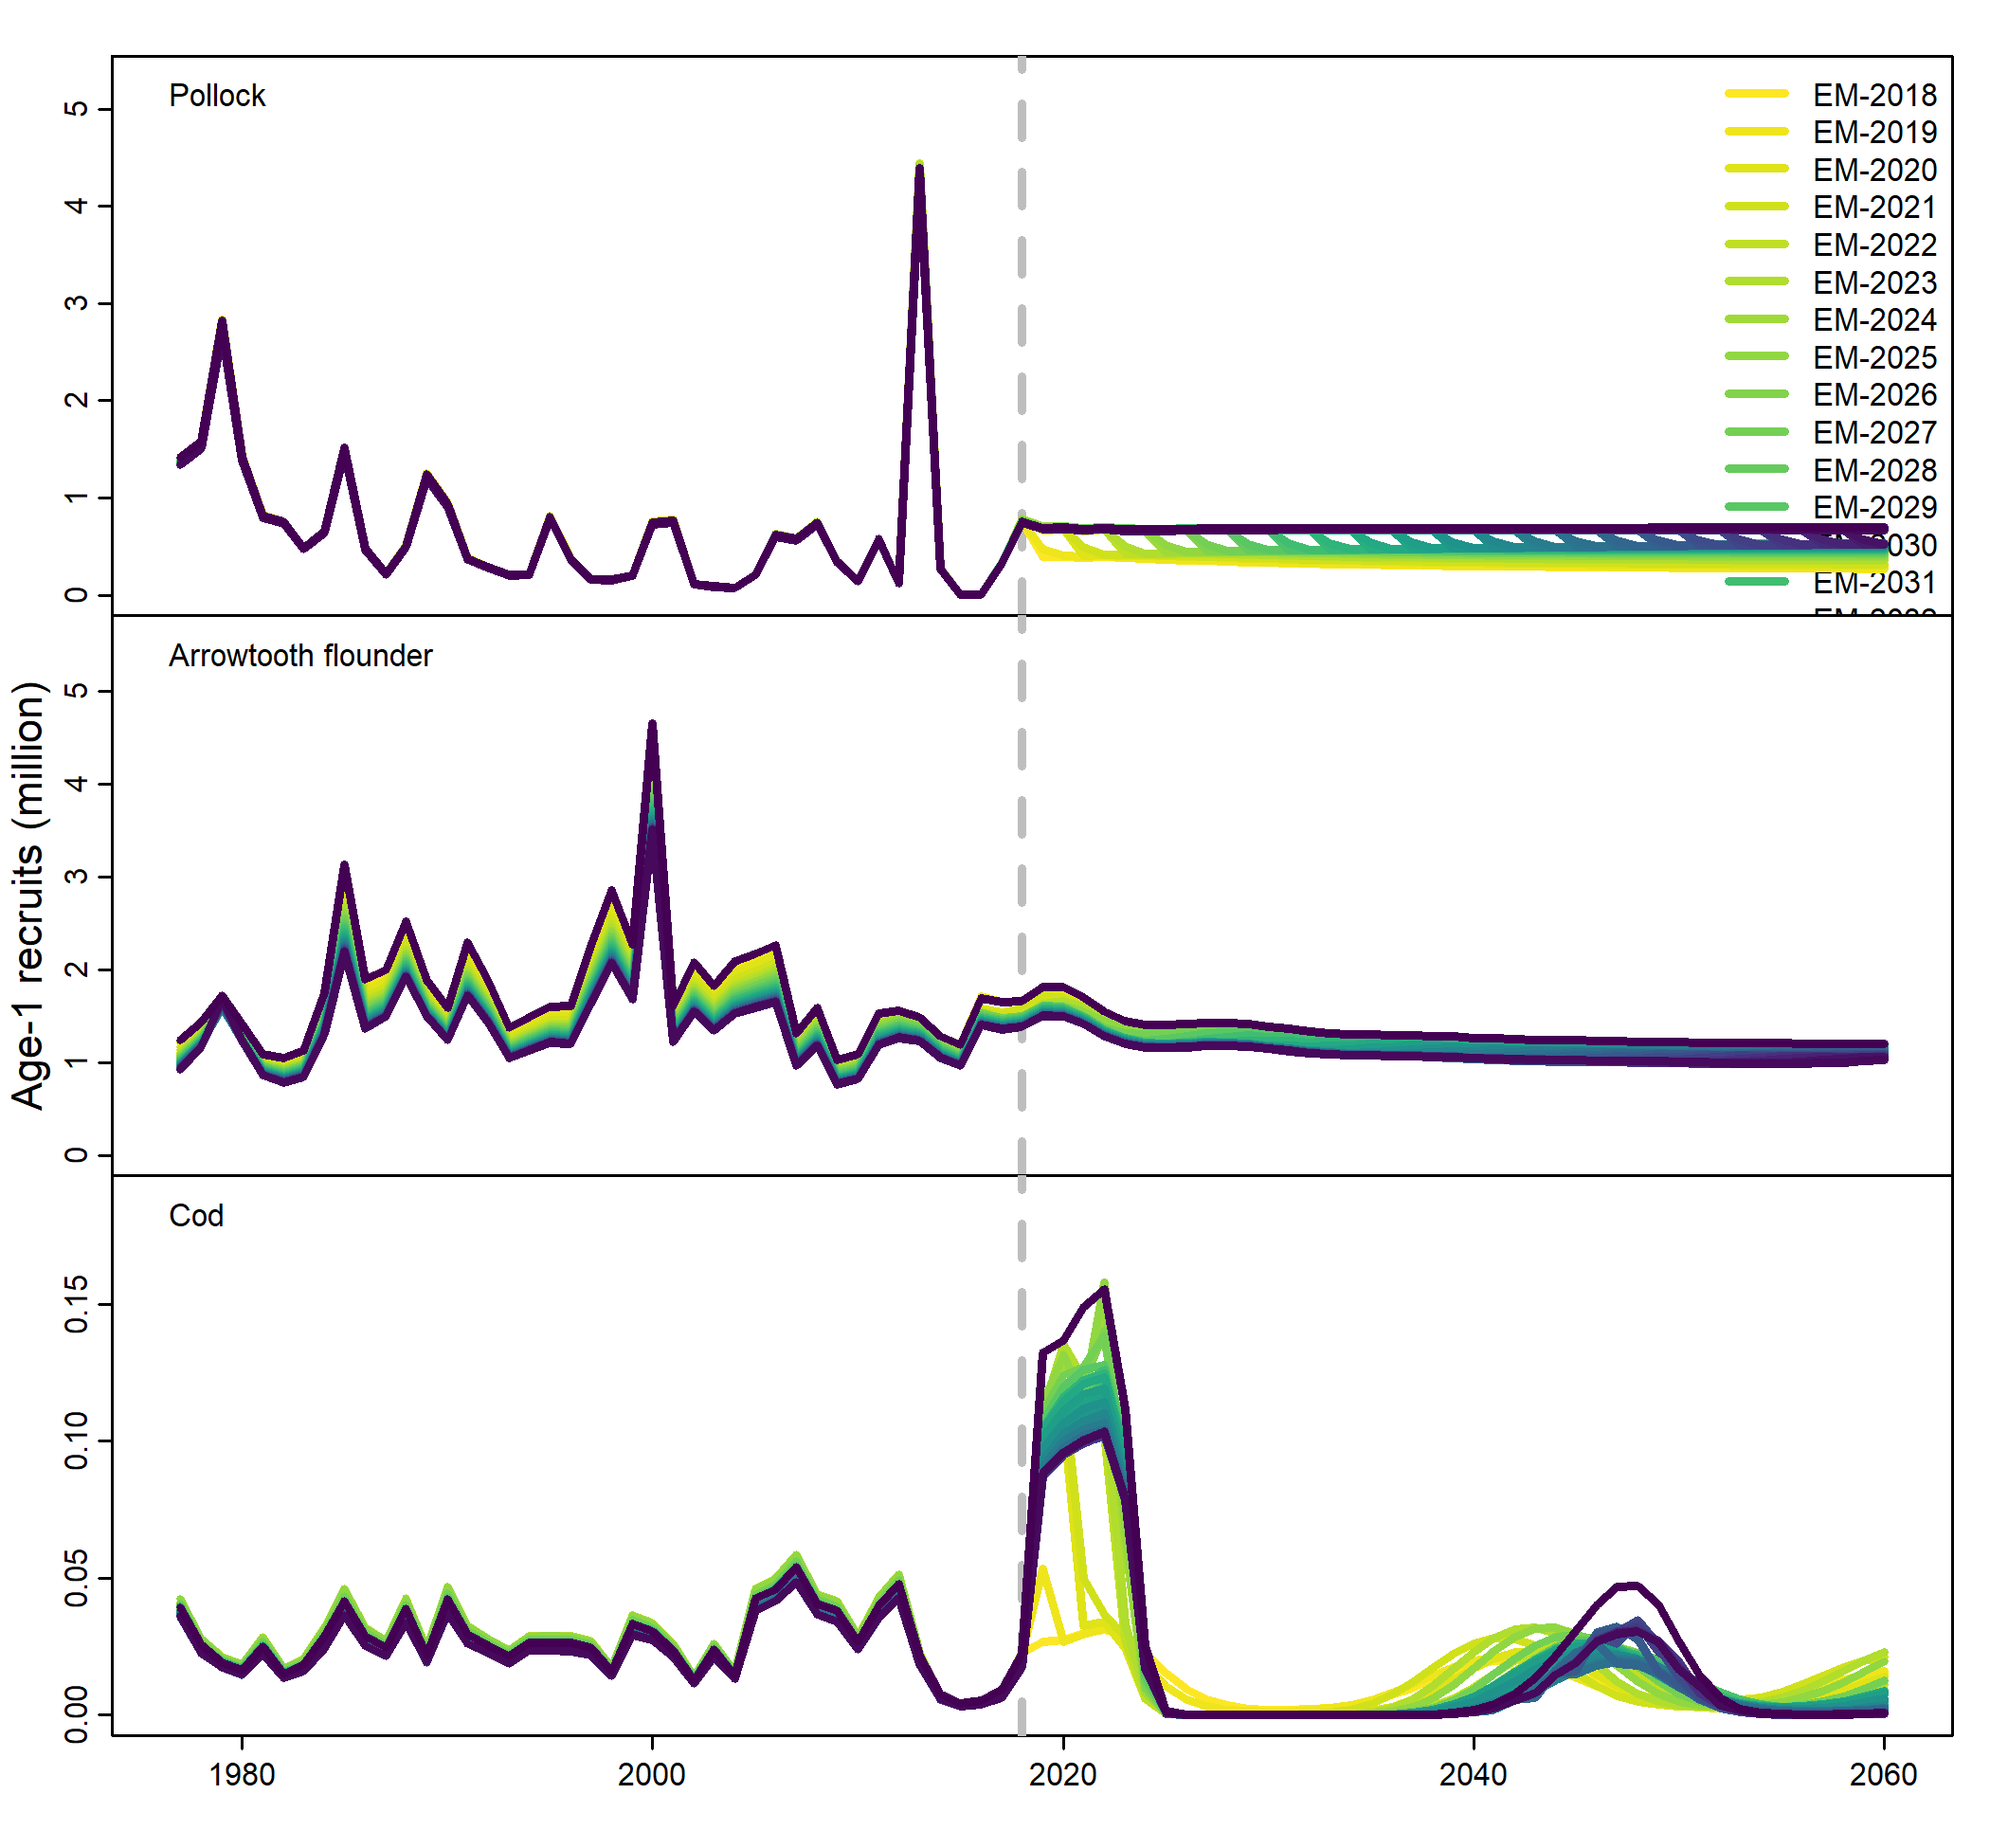 Pollock
5
4
3
2
1
0
EM-2018
EM-2019
EM-2020
EM-2021
EM-2022
EM-2023
EM-2024
EM-2025
EM-2026
EM-2027
EM-2028
EM-2029
EM-2031
Age-1 recruits (million)
Arrowtooth flounder
5
4
3
2
1
0
Cod
0.15
0.10
0.05
0.00
1980 2000 2020 2040 2060